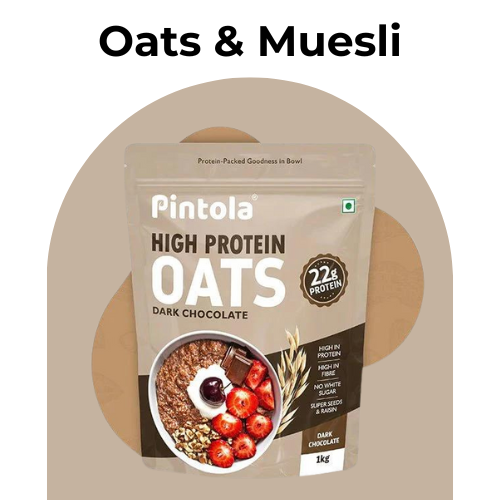 Oats & Muesli
Protein-Packed Goodness in Bowl
Pintola®
HIGH PROTEIN
OATS
DARK CHOCOLATE
22g
PROTEIN
HIGH IN
PROTEIN
HIGH IN
FIBRE
NO WHITE
SUGAR
SUPER SEEDS
& RAISIN
DARK
CHOCOLATE
1kg